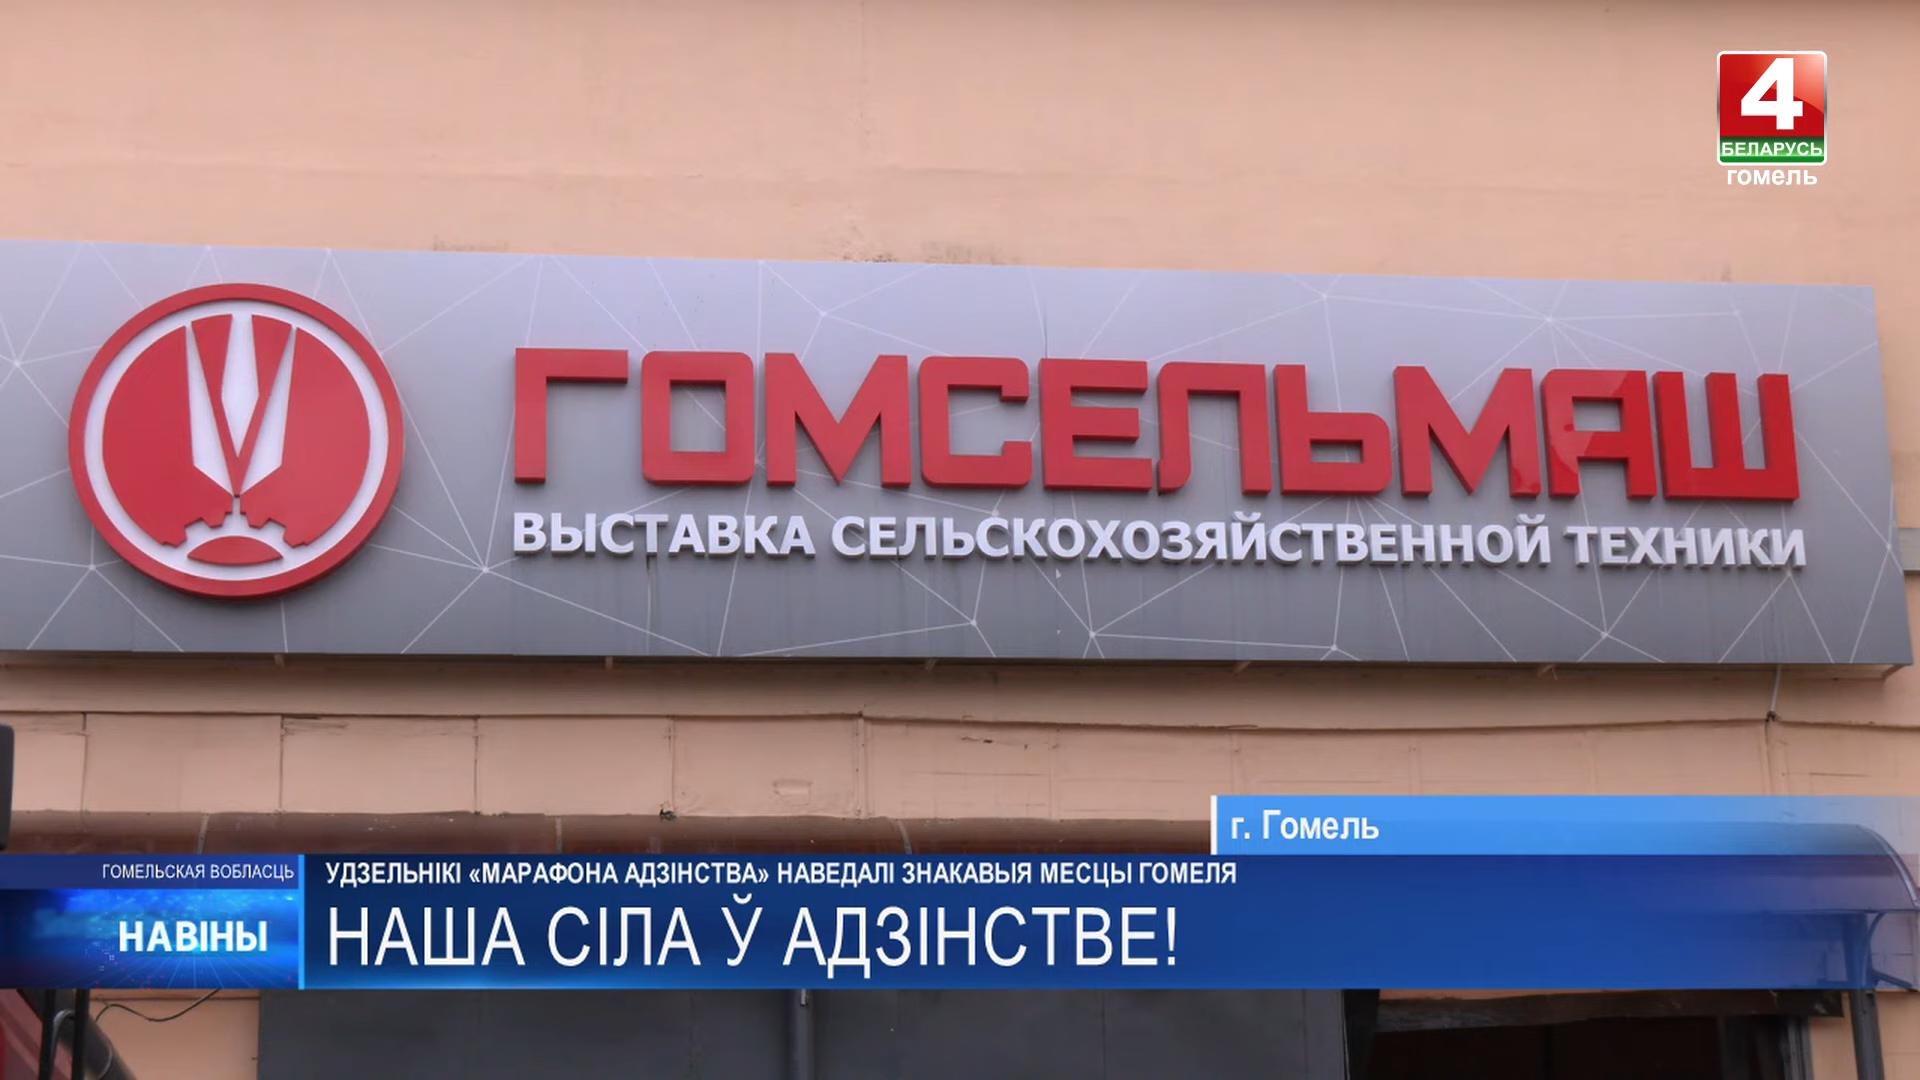 4
БЕЛАРУСЬ
гомель
ГОМСЕЛЬМАШ
ВЫСТАВКА СЕЛЬСКОХОЗЯЙСТВЕННОЙ ТЕХНИКИ
г. Гомель
ГОМЕЛЬСКАЯ ВОБЛАСЦЬ
НАВІНЫ
УДЗЕЛЬНІКІ «МАРАФОНА АДЗІНСТВА» НАВЕДАЛІ ЗНАКАВЫЯ МЕСЦЫ ГОМЕЛЯ
НАША СІЛА Ў АДЗІНСТВЕ!